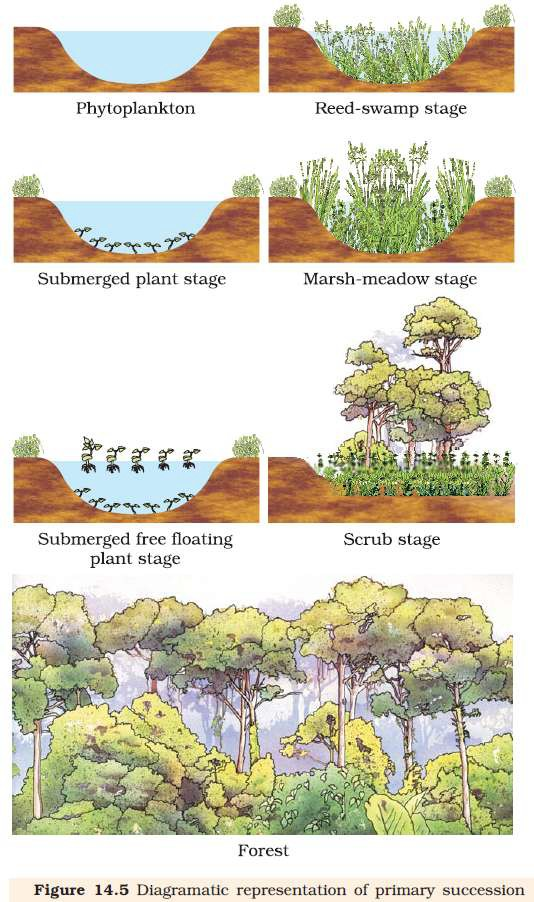 Phytoplankton
Reed-swamp stage
Submerged plant stage
Marsh-meadow stage
Submerged free floating
plant stage
Scrub stage
Forest
Figure 14.5 Diagramatic representation of primary succession